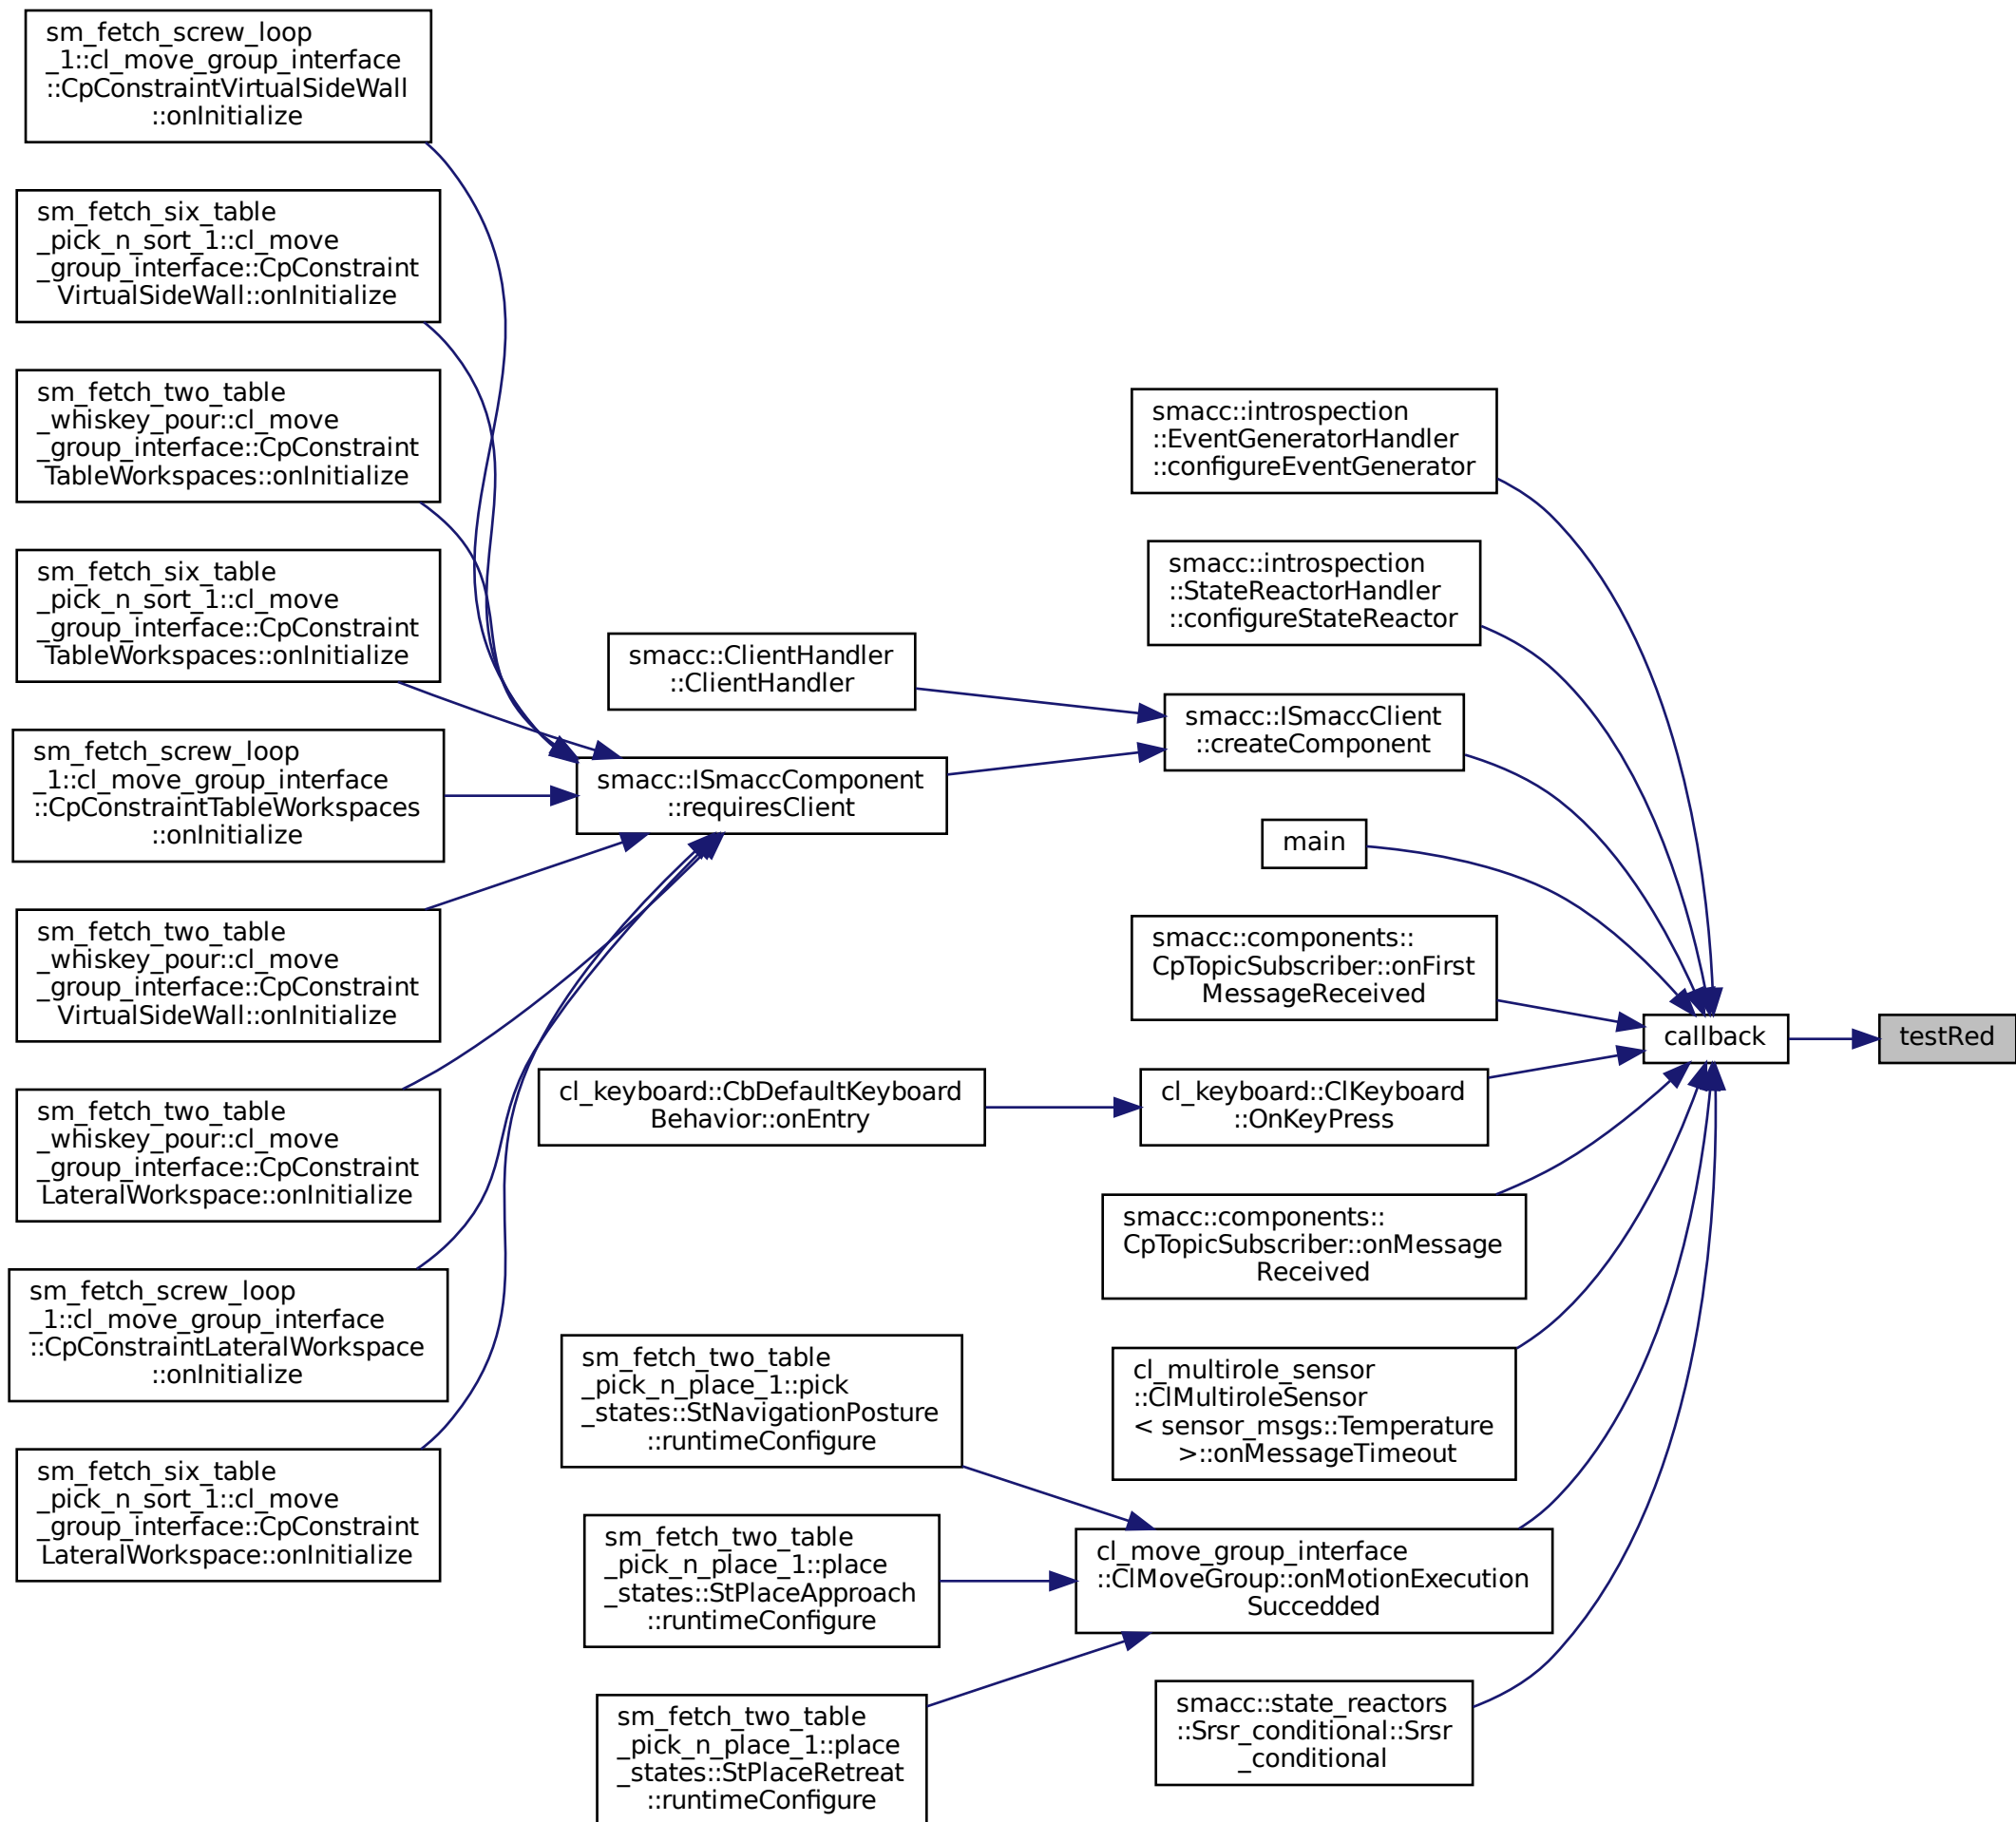 sm_fetch_screw_loop
_1::cl_move_group_interface
::CpConstraintVirtualSideWall
::onInitialize
sm_fetch_six_table
_pick_n_sort_1::cl_move
_group_interface::CpConstraint
VirtualSideWall::onInitialize
sm_fetch_two_table
_whiskey_pour::cl_move
_group_interface::CpConstraint
TableWorkspaces::onInitialize
sm_fetch_six_table
_pick_n_sort_1::cl_move
_group_interface::CpConstraint
TableWorkspaces::onInitialize
sm_fetch_screw_loop
_1::cl_move_group_interface
::CpConstraintTableWorkspaces
::onInitialize
sm_fetch_two_table
_whiskey_pour::cl_move
_group_interface::CpConstraint
VirtualSideWall::onInitialize
sm_fetch_two_table
_whiskey_pour::cl_move
_group_interface::CpConstraint
LateralWorkspace::onInitialize
sm_fetch_screw_loop
_1::cl_move_group_interface
::CpConstraintLateralWorkspace
::onInitialize
sm_fetch_six_table
_pick_n_sort_1::cl_move
_group_interface::CpConstraint
LateralWorkspace::onInitialize
smacc::ClientHandler
::ClientHandler
smacc::ISmaccComponent
::requiresClient
cl_keyboard::CbDefaultKeyboard
Behavior::onEntry
sm_fetch_two_table
_pick_n_place_1::pick
_states::StNavigationPosture
::runtimeConfigure
sm_fetch_two_table
_pick_n_place_1::place
_states::StPlaceApproach
::runtimeConfigure
sm_fetch_two_table
_pick_n_place_1::place
_states::StPlaceRetreat
::runtimeConfigure
smacc::introspection
::EventGeneratorHandler
::configureEventGenerator
smacc::introspection
::StateReactorHandler
::configureStateReactor
smacc::ISmaccClient
::createComponent
main
smacc::components::
CpTopicSubscriber::onFirst
MessageReceived
cl_keyboard::ClKeyboard
::OnKeyPress
smacc::components::
CpTopicSubscriber::onMessage
Received
cl_multirole_sensor
::ClMultiroleSensor
< sensor_msgs::Temperature
>::onMessageTimeout
cl_move_group_interface
::ClMoveGroup::onMotionExecution
Succedded
smacc::state_reactors
::Srsr_conditional::Srsr
_conditional
callback
testRed